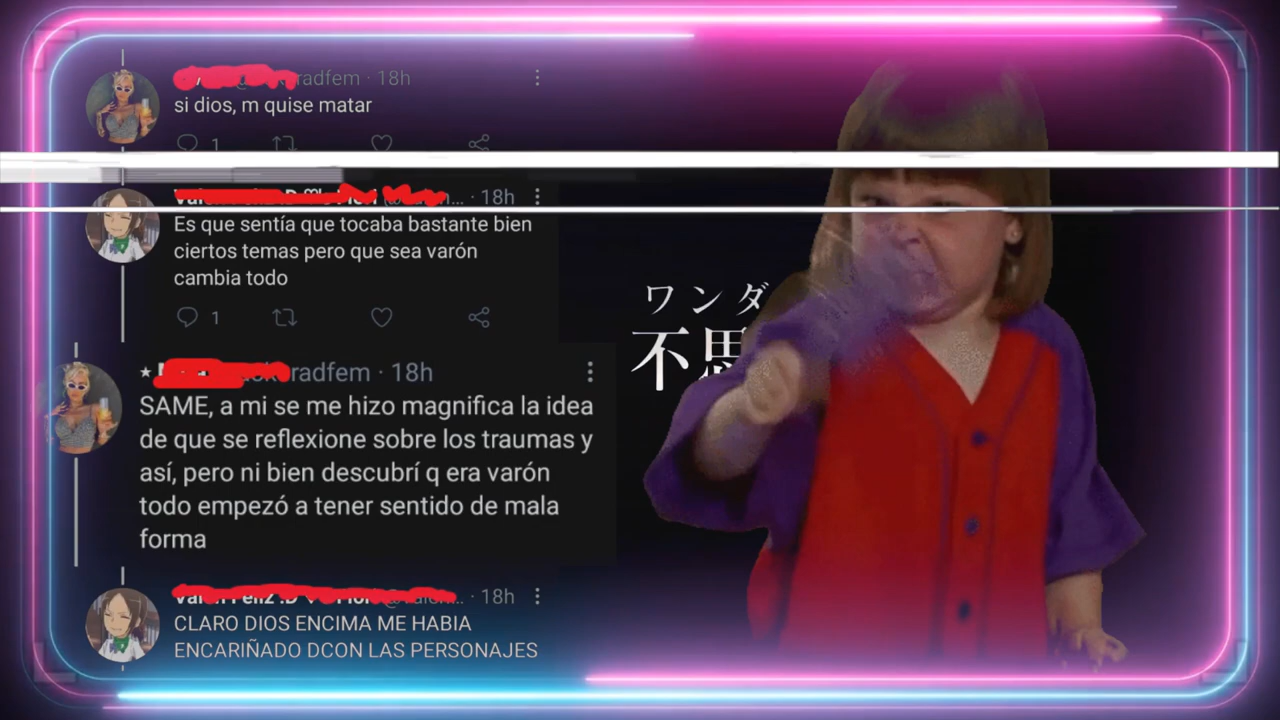 radfem · 18h
si dios, m quise matar
1
· 18h
Es que sentía que tocaba bastante bien
ciertos temas pero que sea varón
cambia todo
1
radfem · 18h
SAME, a mi se me hizo magnifica la idea
de que se reflexione sobre los traumas y
así, pero ni bien descubrí q era varón
todo empezó a tener sentido de mala
forma
· 18h
CLARO DIOS ENCIMA ME HABIA
ENCARIÑADO DCON LAS PERSONAJES
ワンダ
不思